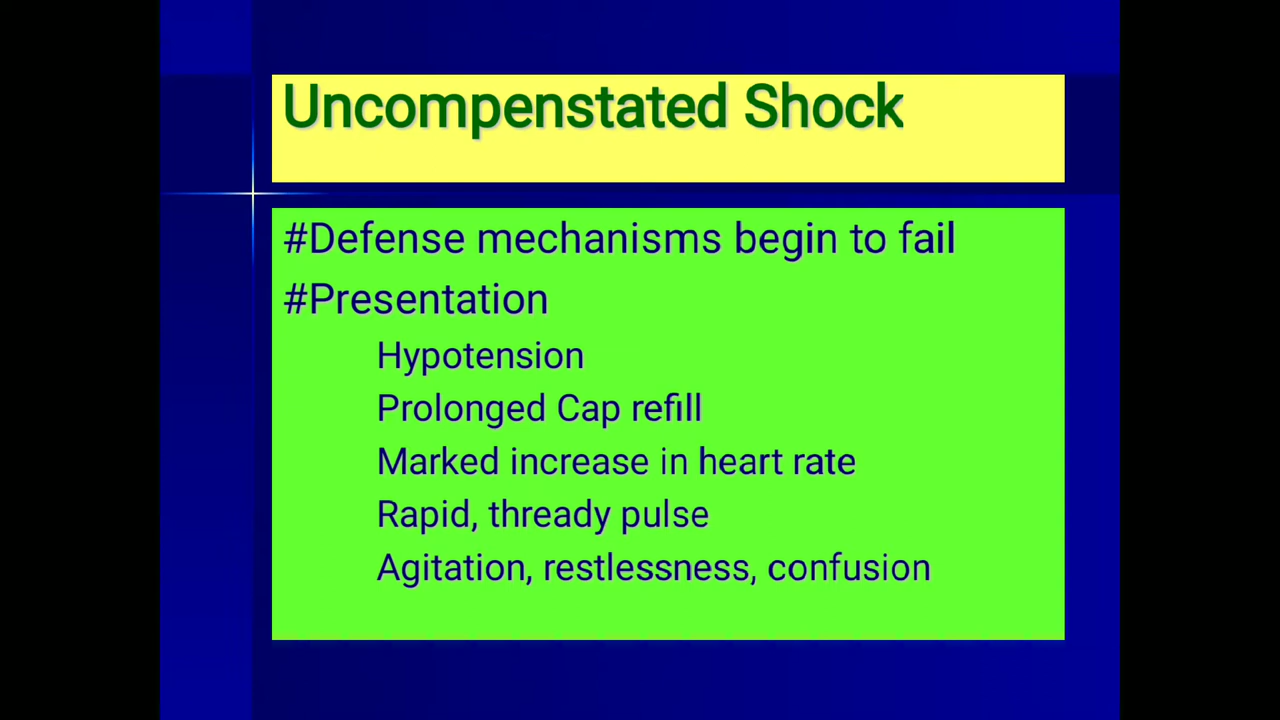 Uncompenstated Shock
#Defense mechanisms begin to fail
#Presentation
Hypotension
Prolonged Cap refill
Marked increase in heart rate
Rapid, thready pulse
Agitation, restlessness, confusion